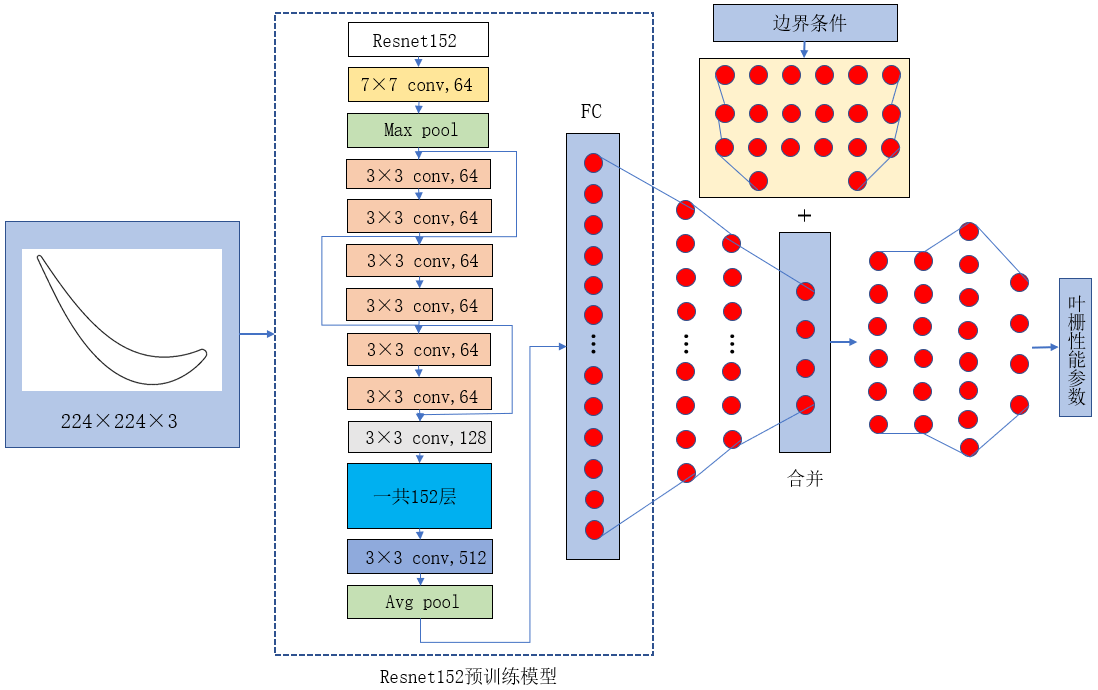 224×224×3
Resnet152
7×7 conv,64
Max pool
3×3 conv,64
3×3 conv,64
3×3 conv,64
3×3 conv,64
3×3 conv,64
3×3 conv,64
3×3 conv,128
一共152层
3×3 conv,512
Avg pool
Resnet152预训练模型
FC
边界条件
+
合并
叶栅性能参数